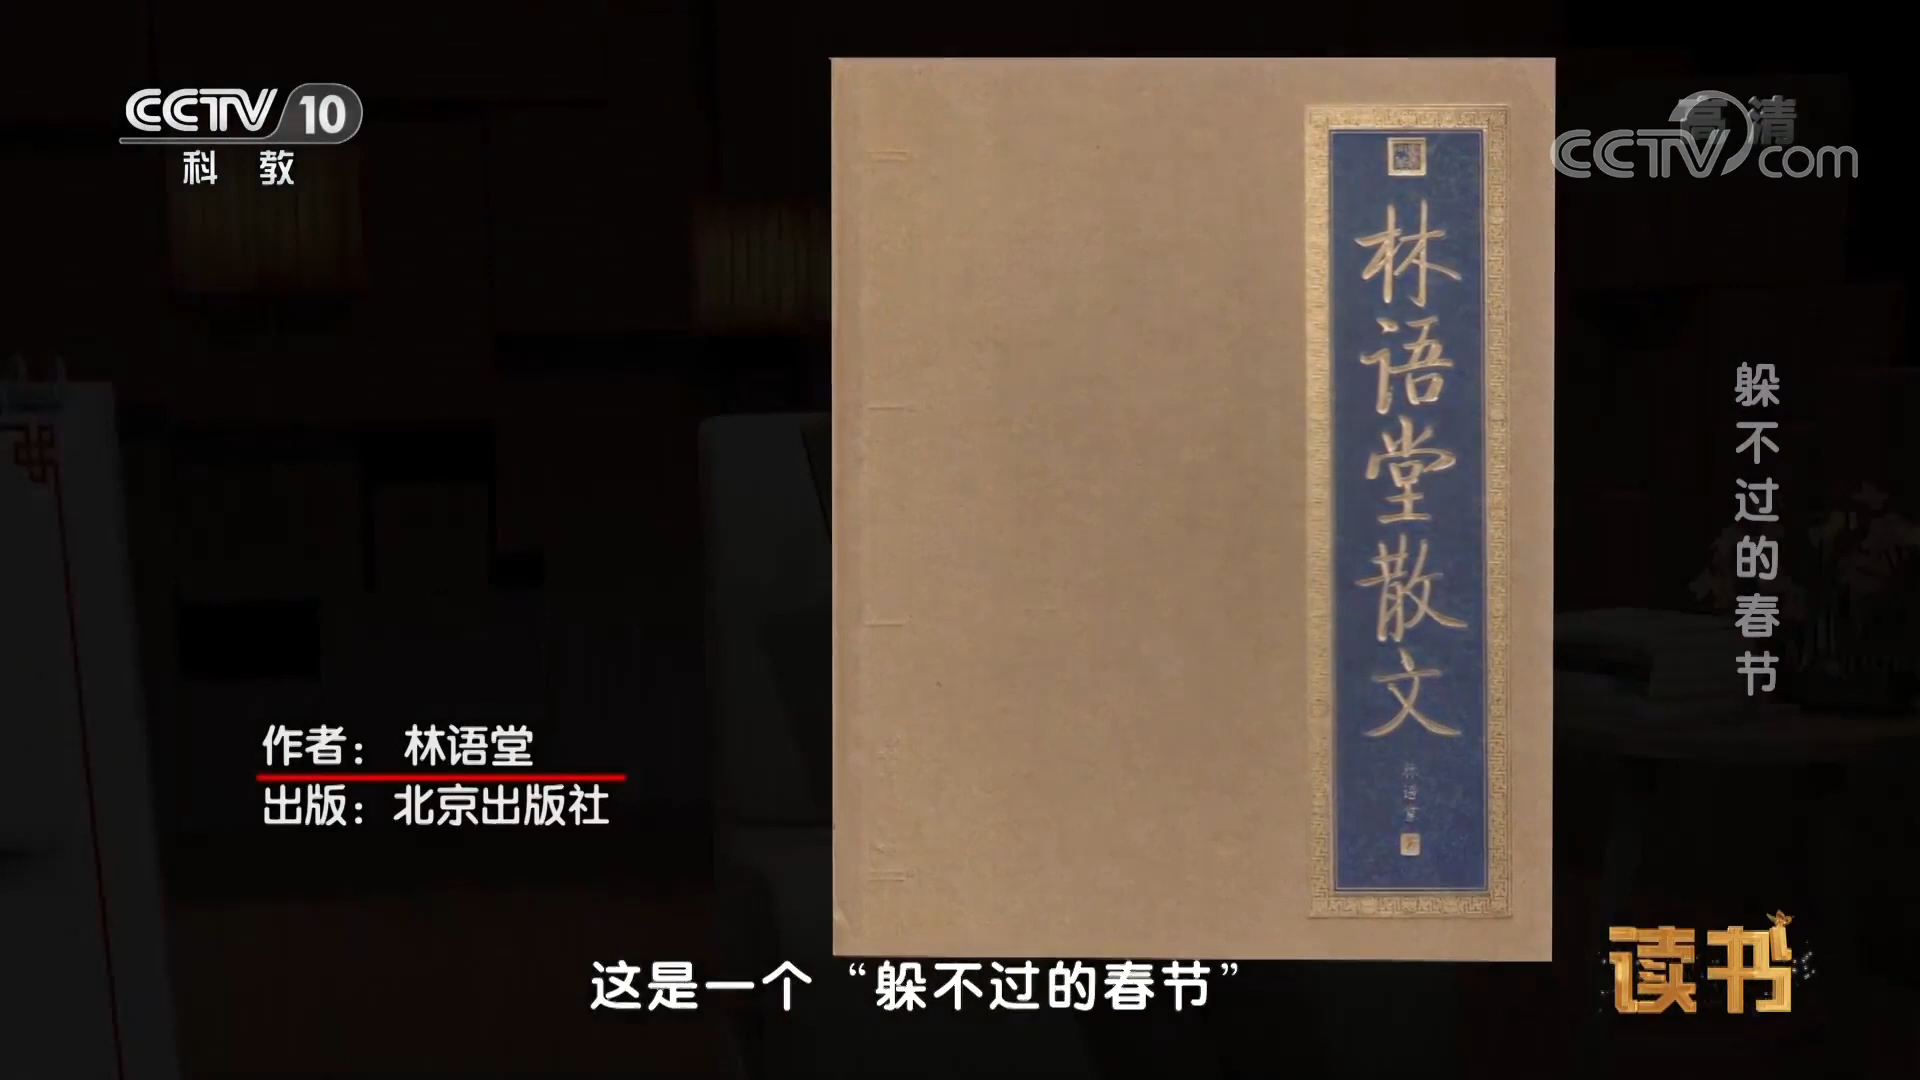 CCTV 10
科 教
高清
CCTV com
林语堂散文
林语堂
躲不过的春节
作者： 林语堂
出版：北京出版社
这是一个“躲不过的春节”
读书